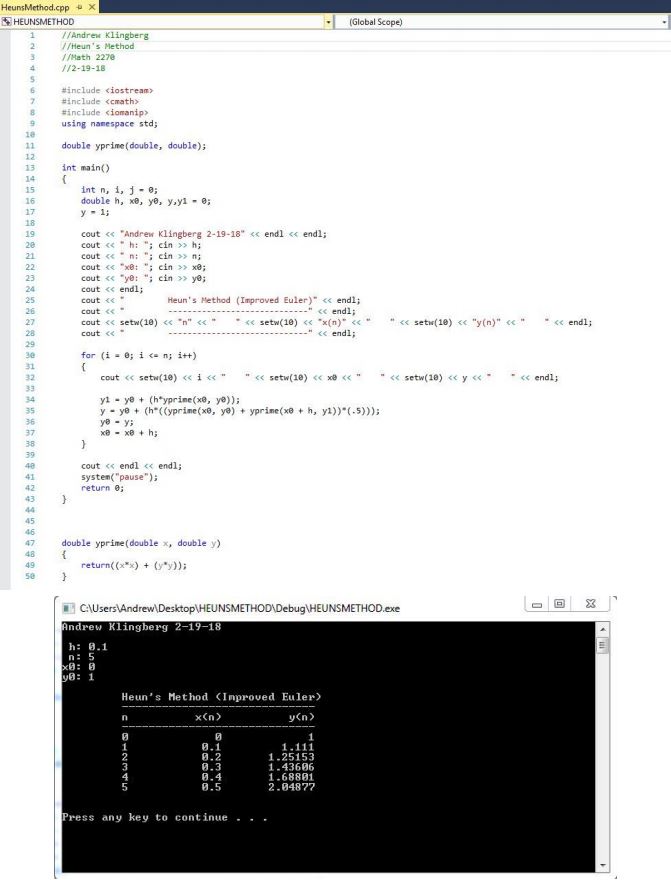 HeunsMethod.cpp
HEUNSMETHOD (Global Scope)
1 //Andrew Klingberg
2 //Heun's Method
3 //Math 2270
4 //2-19-18
5
6 #include <iostream>
7 #include <cmath>
8 #include <iomanip>
9 using namespace std;
10
11 double yprime(double, double);
12
13 int main()
14 {
15 int n, i, j = 0;
16 double h, x0, y0, y,y1 = 0;
17 y = 1;
18
19 cout << "Andrew Klingberg 2-19-18" << endl << endl;
20 cout << " h: "; cin >> h;
21 cout << " n: "; cin >> n;
22 cout << "x0: "; cin >> x0;
23 cout << "y0: "; cin >> y0;
24 cout << endl;
25 cout << "          Heun's Method (Improved Euler)" << endl;
26 cout << "          ------------------------------" << endl;
27 cout << setw(10) << "n" << "    " << setw(10) << "x(n)" << "    " << setw(10) << "y(n)" << "    " << endl;
28 cout << "          ------------------------------" << endl;
29
30 for (i = 0; i <= n; i++)
31 {
32 cout << setw(10) << i << "    " << setw(10) << x0 << "    " << setw(10) << y << "    " << endl;
33
34 y1 = y0 + (h*yprime(x0, y0));
35 y = y0 + (h*((yprime(x0, y0) + yprime(x0 + h, y1))*(.5)));
36 y0 = y;
37 x0 = x0 + h;
38 }
39
40 cout << endl << endl;
41 system("pause");
42 return 0;
43 }
44
45
46
47 double yprime(double x, double y)
48 {
49 return((x*x) + (y*y));
50 }
C:\Users\Andrew\Desktop\HEUNSMETHOD\Debug\HEUNSMETHOD.exe
Andrew Klingberg 2-19-18
h: 0.1
n: 5
x0: 0
y0: 1
Heun's Method (Improved Euler)
------------------------------
n x(n) y(n)
------------------------------
0 0 1
1 0.1 1.111
2 0.2 1.25153
3 0.3 1.43606
4 0.4 1.68801
5 0.5 2.04877
Press any key to continue . . .